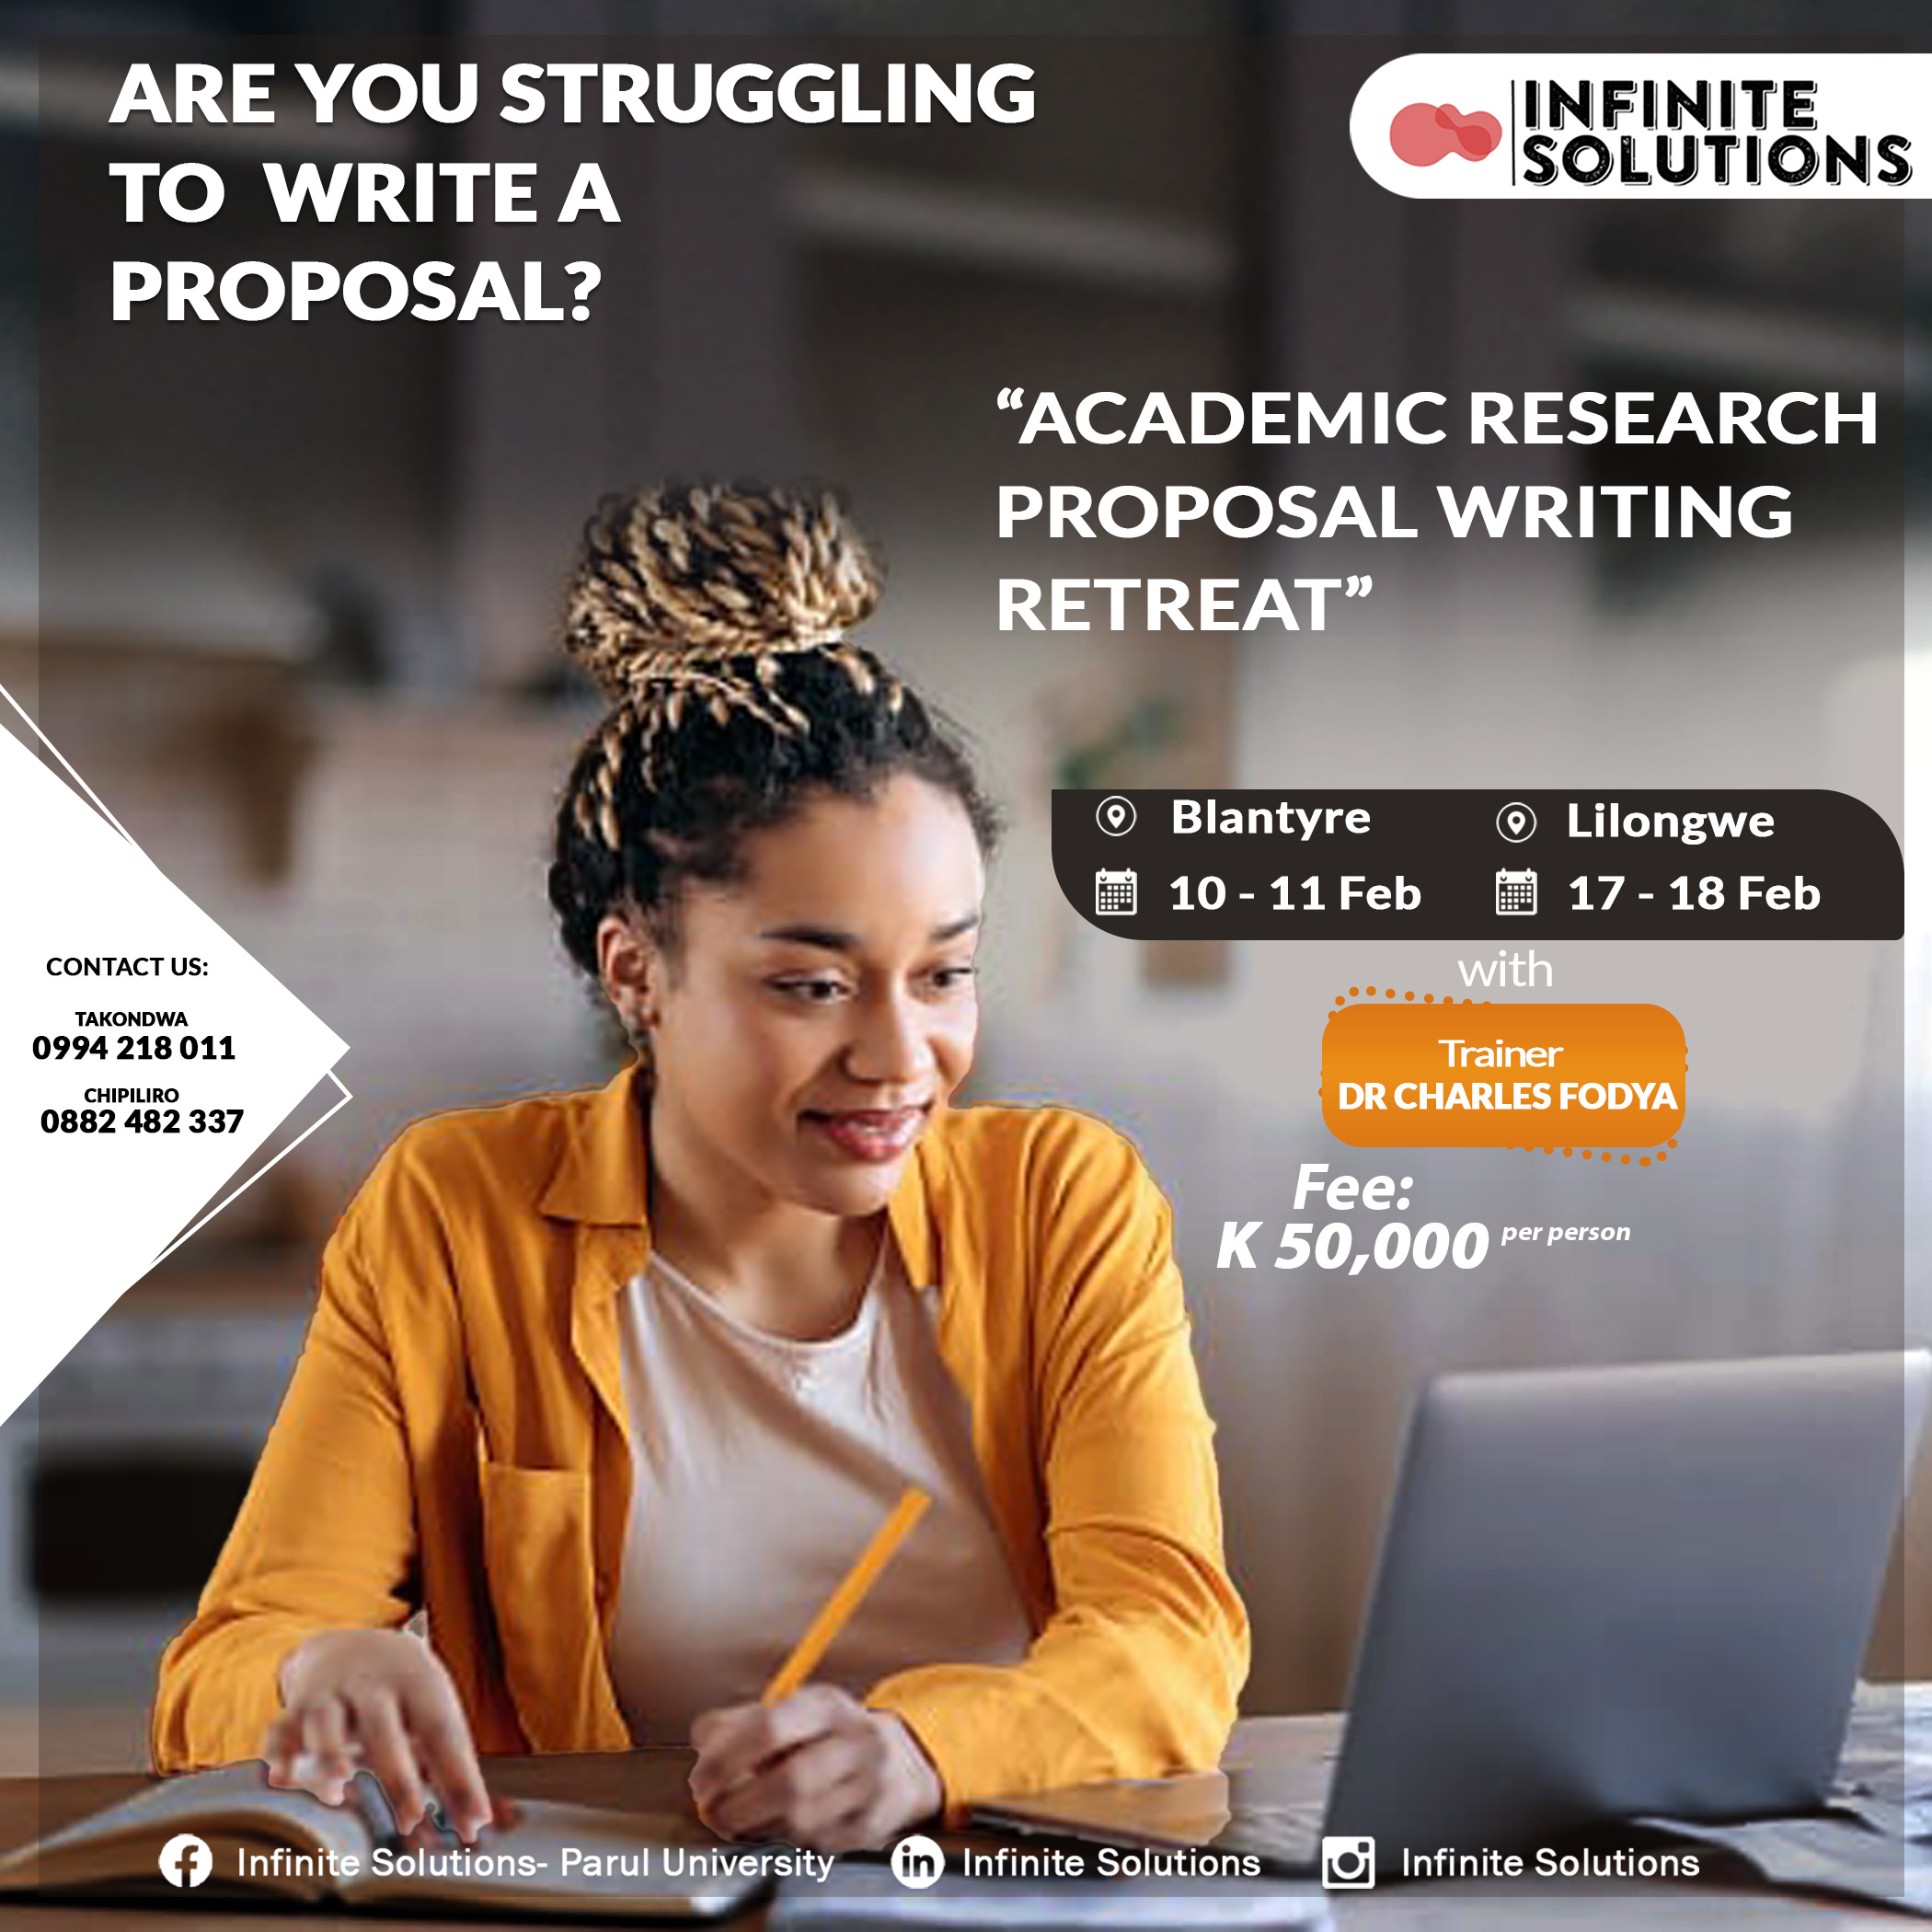 ARE YOU STRUGGLING
TO WRITE A
PROPOSAL?
INFINITE
SOLUTIONS
“ACADEMIC RESEARCH
PROPOSAL WRITING
RETREAT”
Blantyre
10 - 11 Feb
Lilongwe
17 - 18 Feb
with
Trainer
DR CHARLES FODYA
Fee:
K 50,000 per person
CONTACT US:
TAKONDWA
0994 218 011
CHIPILIRO
0882 482 337
Infinite Solutions- Parul University
Infinite Solutions
Infinite Solutions